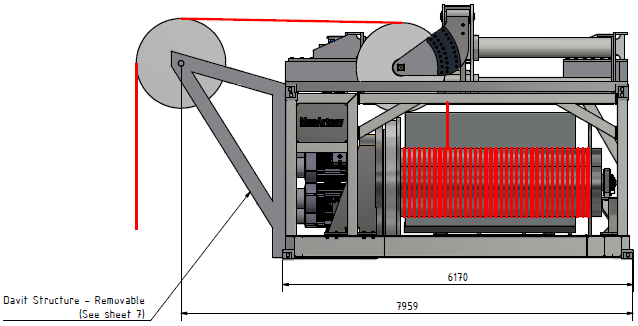 6170
7959
Davit Structure - Removable
(See sheet 7)